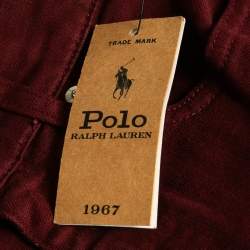 TRADE MARK
Polo
RALPH LAUREN
1967